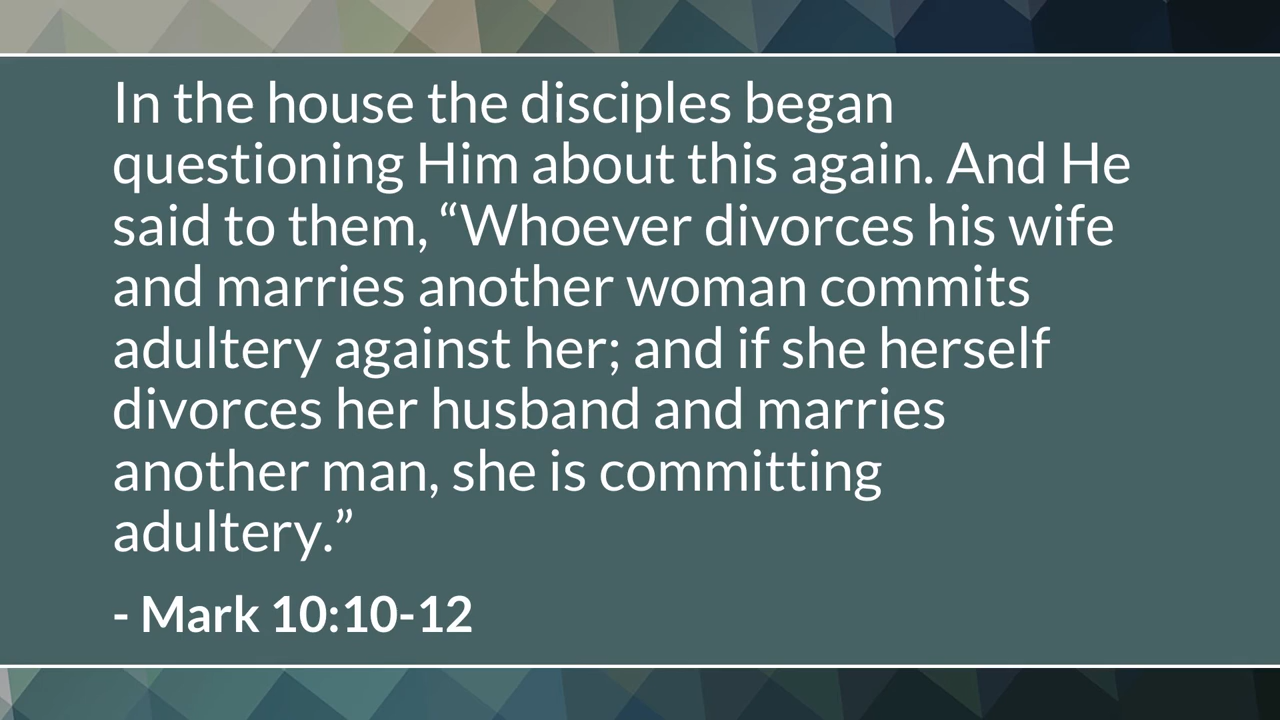 In the house the disciples began
questioning Him about this again. And He
said to them, “Whoever divorces his wife
and marries another woman commits
adultery against her; and if she herself
divorces her husband and marries
another man, she is committing
adultery.”
- Mark 10:10-12